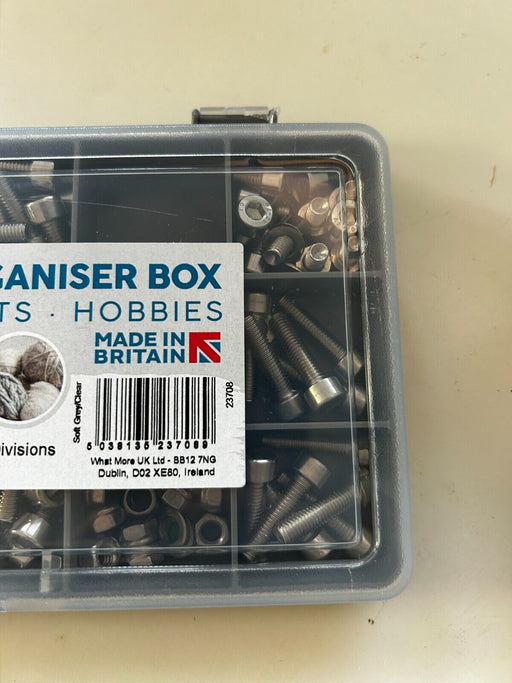 GANISER BOX
TS · HOBBIES
MADE IN
BRITAIN
Soft Grey/Clear
23708
ivisions
5 038135 237089
What More UK Ltd - BB12 7NG
Dublin, D02 XE80, Ireland